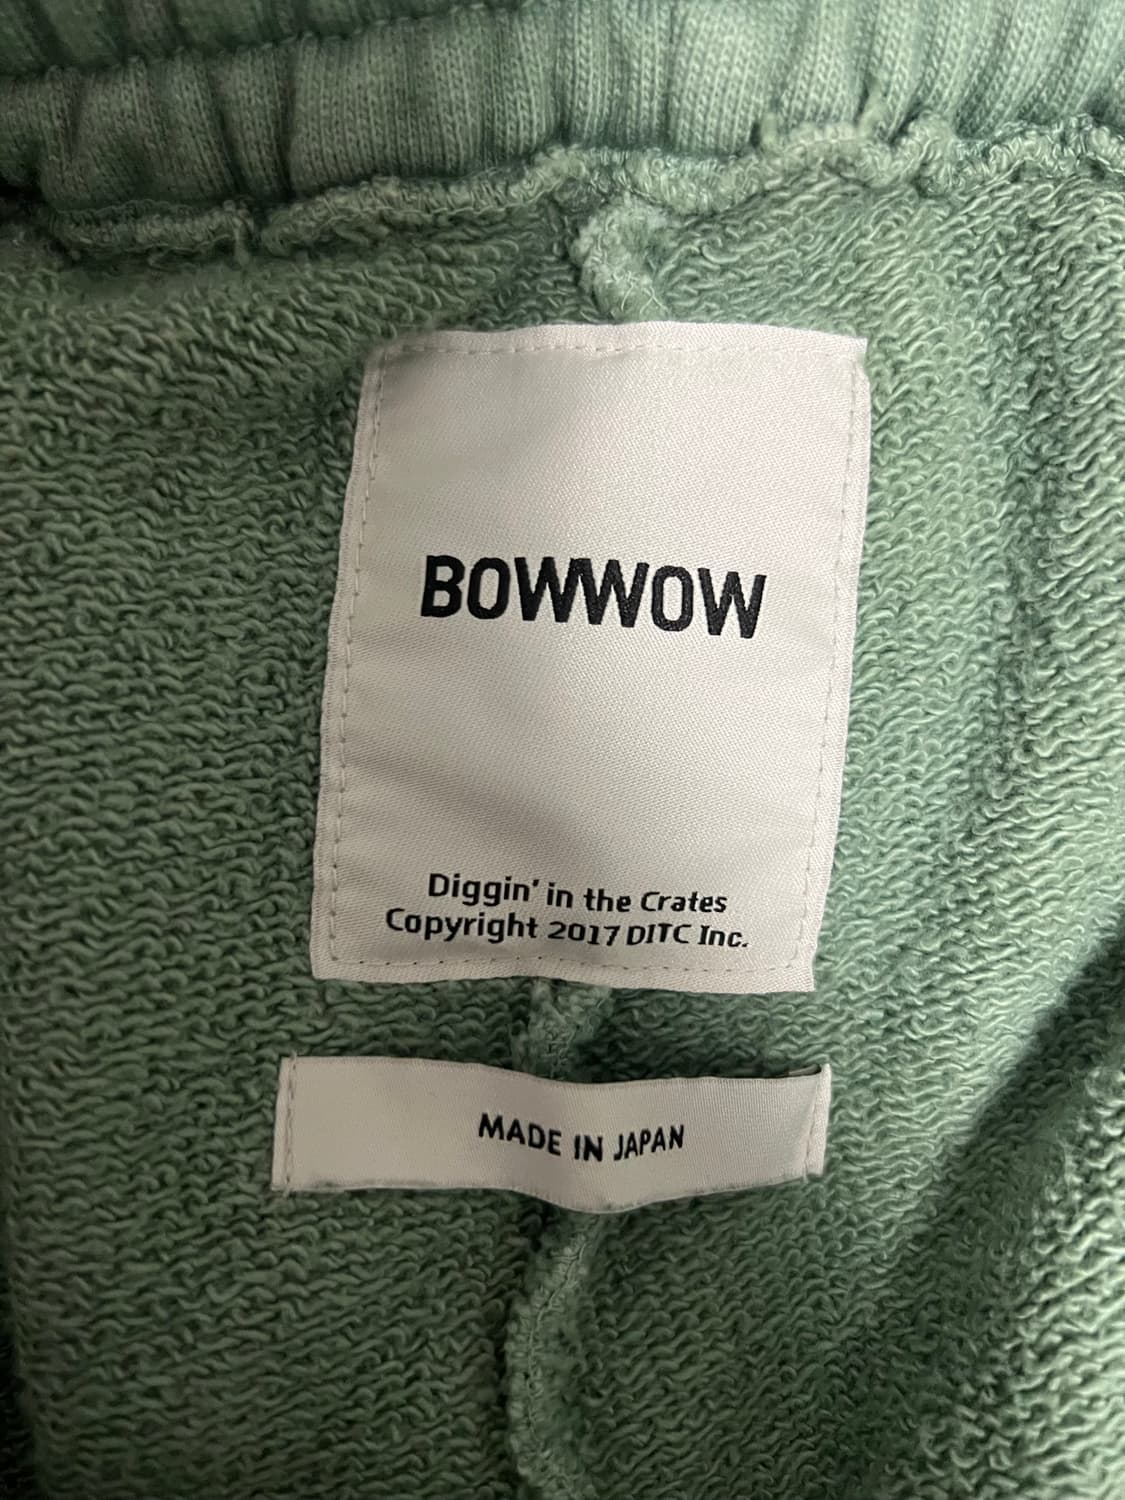 BOWWOW
Diggin' in the Crates
Copyright 2017 DITC Inc.
MADE IN JAPAN